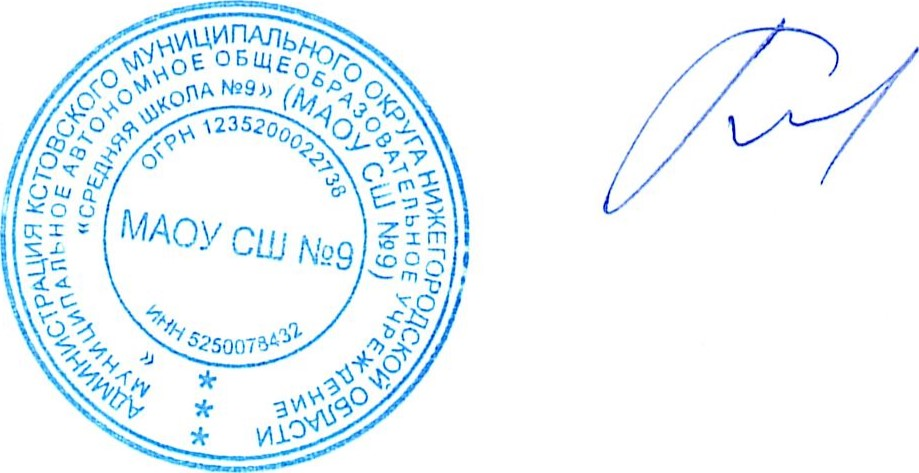 АДМИНИСТРАЦИЯ КСТОВСКОГО МУНИЦИПАЛЬНОГО ОКРУГА НИЖЕГОРОДСКОЙ ОБЛАСТИ
« МУНИЦИПАЛЬНОЕ АВТОНОМНОЕ ОБЩЕОБРАЗОВАТЕЛЬНОЕ УЧРЕЖДЕНИЕ
«СРЕДНЯЯ ШКОЛА №9» (МАОУ СШ №9)
ОГРН 1235200022738
МАОУ СШ №9
ИНН 5250078432
* * *